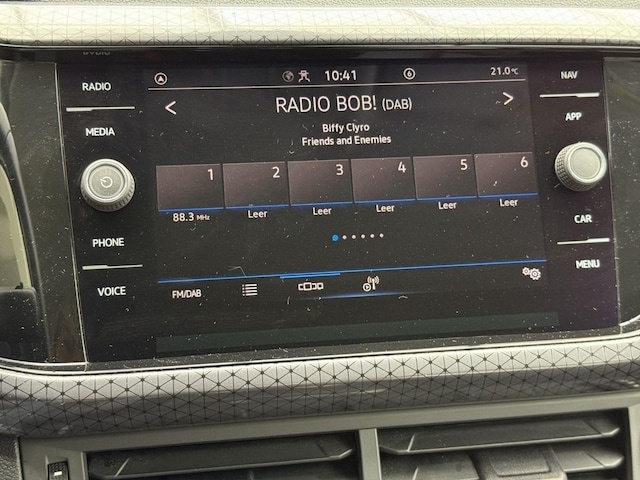 RADIO
MEDIA
PHONE
VOICE
10:41
21.0°C
RADIO BOB! (DAB)
Biffy Clyro
Friends and Enemies
1 2 3 4 5 6
88.3 MHz Leer Leer Leer Leer Leer
FM/DAB
NAV
APP
CAR
MENU